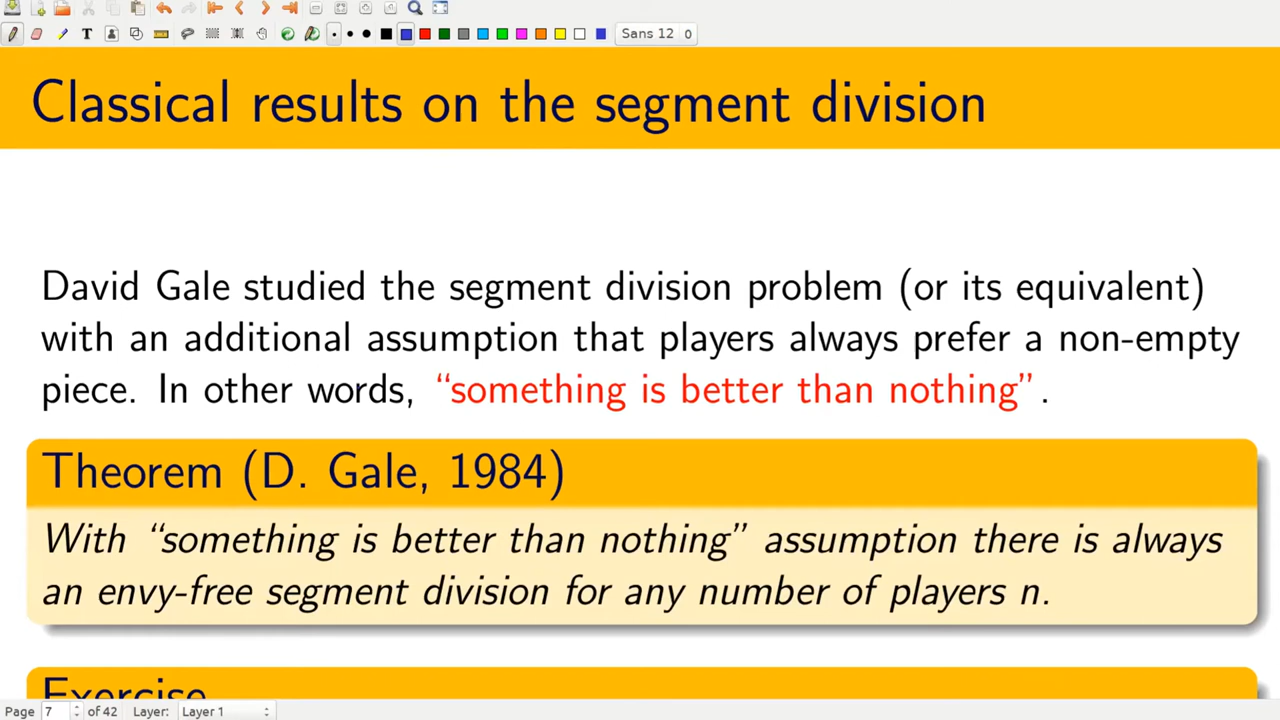 Sans 12 0
Classical results on the segment division
David Gale studied the segment division problem (or its equivalent)
with an additional assumption that players always prefer a non-empty
piece. In other words, “something is better than nothing”.
Theorem (D. Gale, 1984)
With “something is better than nothing” assumption there is always
an envy-free segment division for any number of players n.
Exercise
Page 7 of 42 Layer: Layer 1